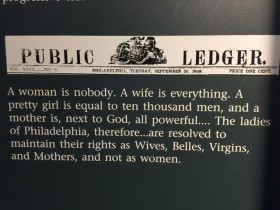 PUBLIC LEDGER.
PHILADELPHIA, TUESDAY, SEPTEMBER
PRICE ONE CENT.
A woman is nobody. A wife is everything. A
pretty girl is equal to ten thousand men, and a
mother is, next to God, all powerful.... The ladies
of Philadelphia, therefore...are resolved to
maintain their rights as Wives, Belles, Virgins,
and Mothers, and not as women.